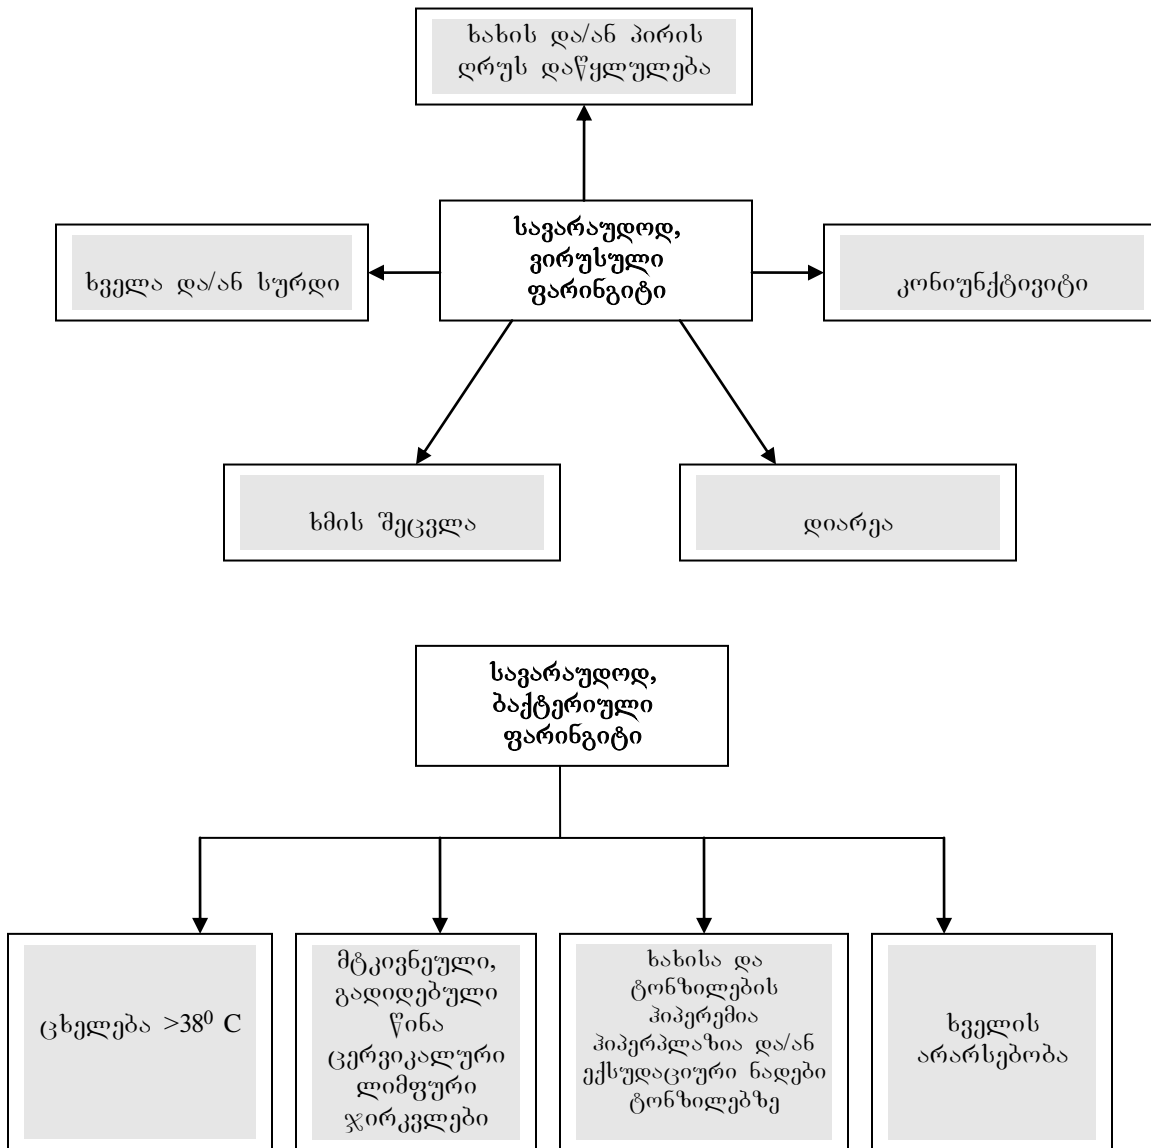 ხახის და/ან პირის
ღრუს დაწყლულება
სავარაუდოდ,
ვირუსული
ფარინგიტი
ხველა და/ან სურდი
კონიუნქტივიტი
ხმის შეცვლა
დიარეა
სავარაუდოდ,
ბაქტერიული
ფარინგიტი
ცხელება >38⁰ C
მტკივნეული,
გადიდებული
წინა
ცერვიკალური
ლიმფური
ჯირკვლები
ხახისა და
ტონზილების
ჰიპერემია
ჰიპერპლაზია და/ან
ექსუდაციური ნადები
ტონზილებზე
ხველის
არარსებობა